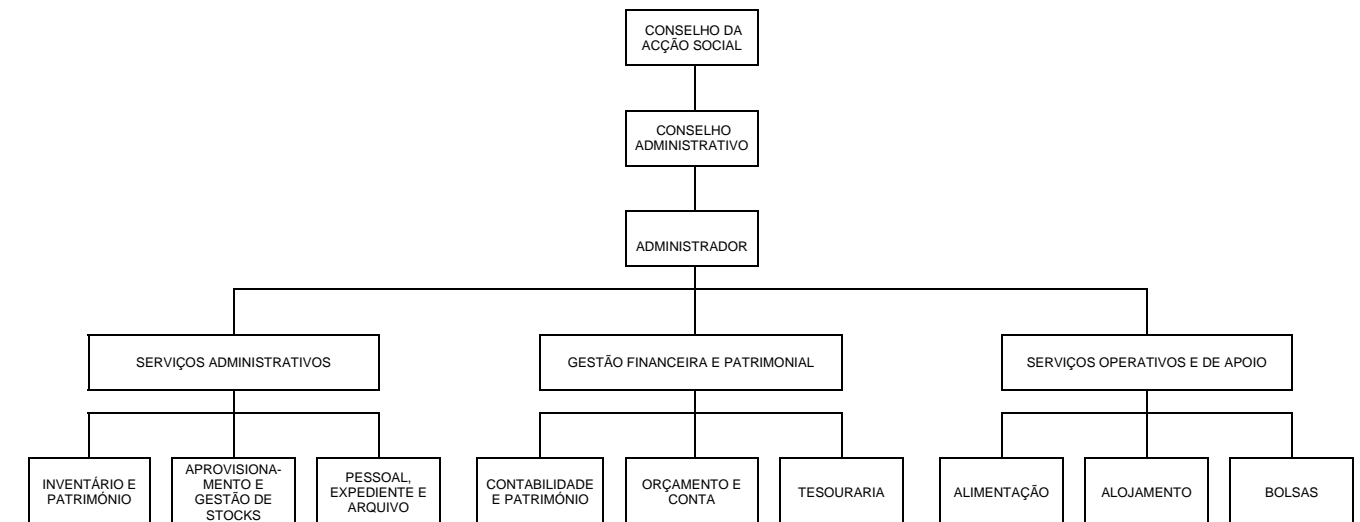 CONSELHO DA
ACÇÃO SOCIAL
CONSELHO
ADMINISTRATIVO
ADMINISTRADOR
SERVIÇOS ADMINISTRATIVOS
GESTÃO FINANCEIRA E PATRIMONIAL
SERVIÇOS OPERATIVOS E DE APOIO
INVENTÁRIO E
PATRIMÓNIO
APROVISIONA-
MENTO E
GESTÃO DE
STOCKS
PESSOAL,
EXPEDIENTE E
ARQUIVO
CONTABILIDADE
E PATRIMÓNIO
ORÇAMENTO E
CONTA
TESOURARIA
ALIMENTAÇÃO
ALOJAMENTO
BOLSAS